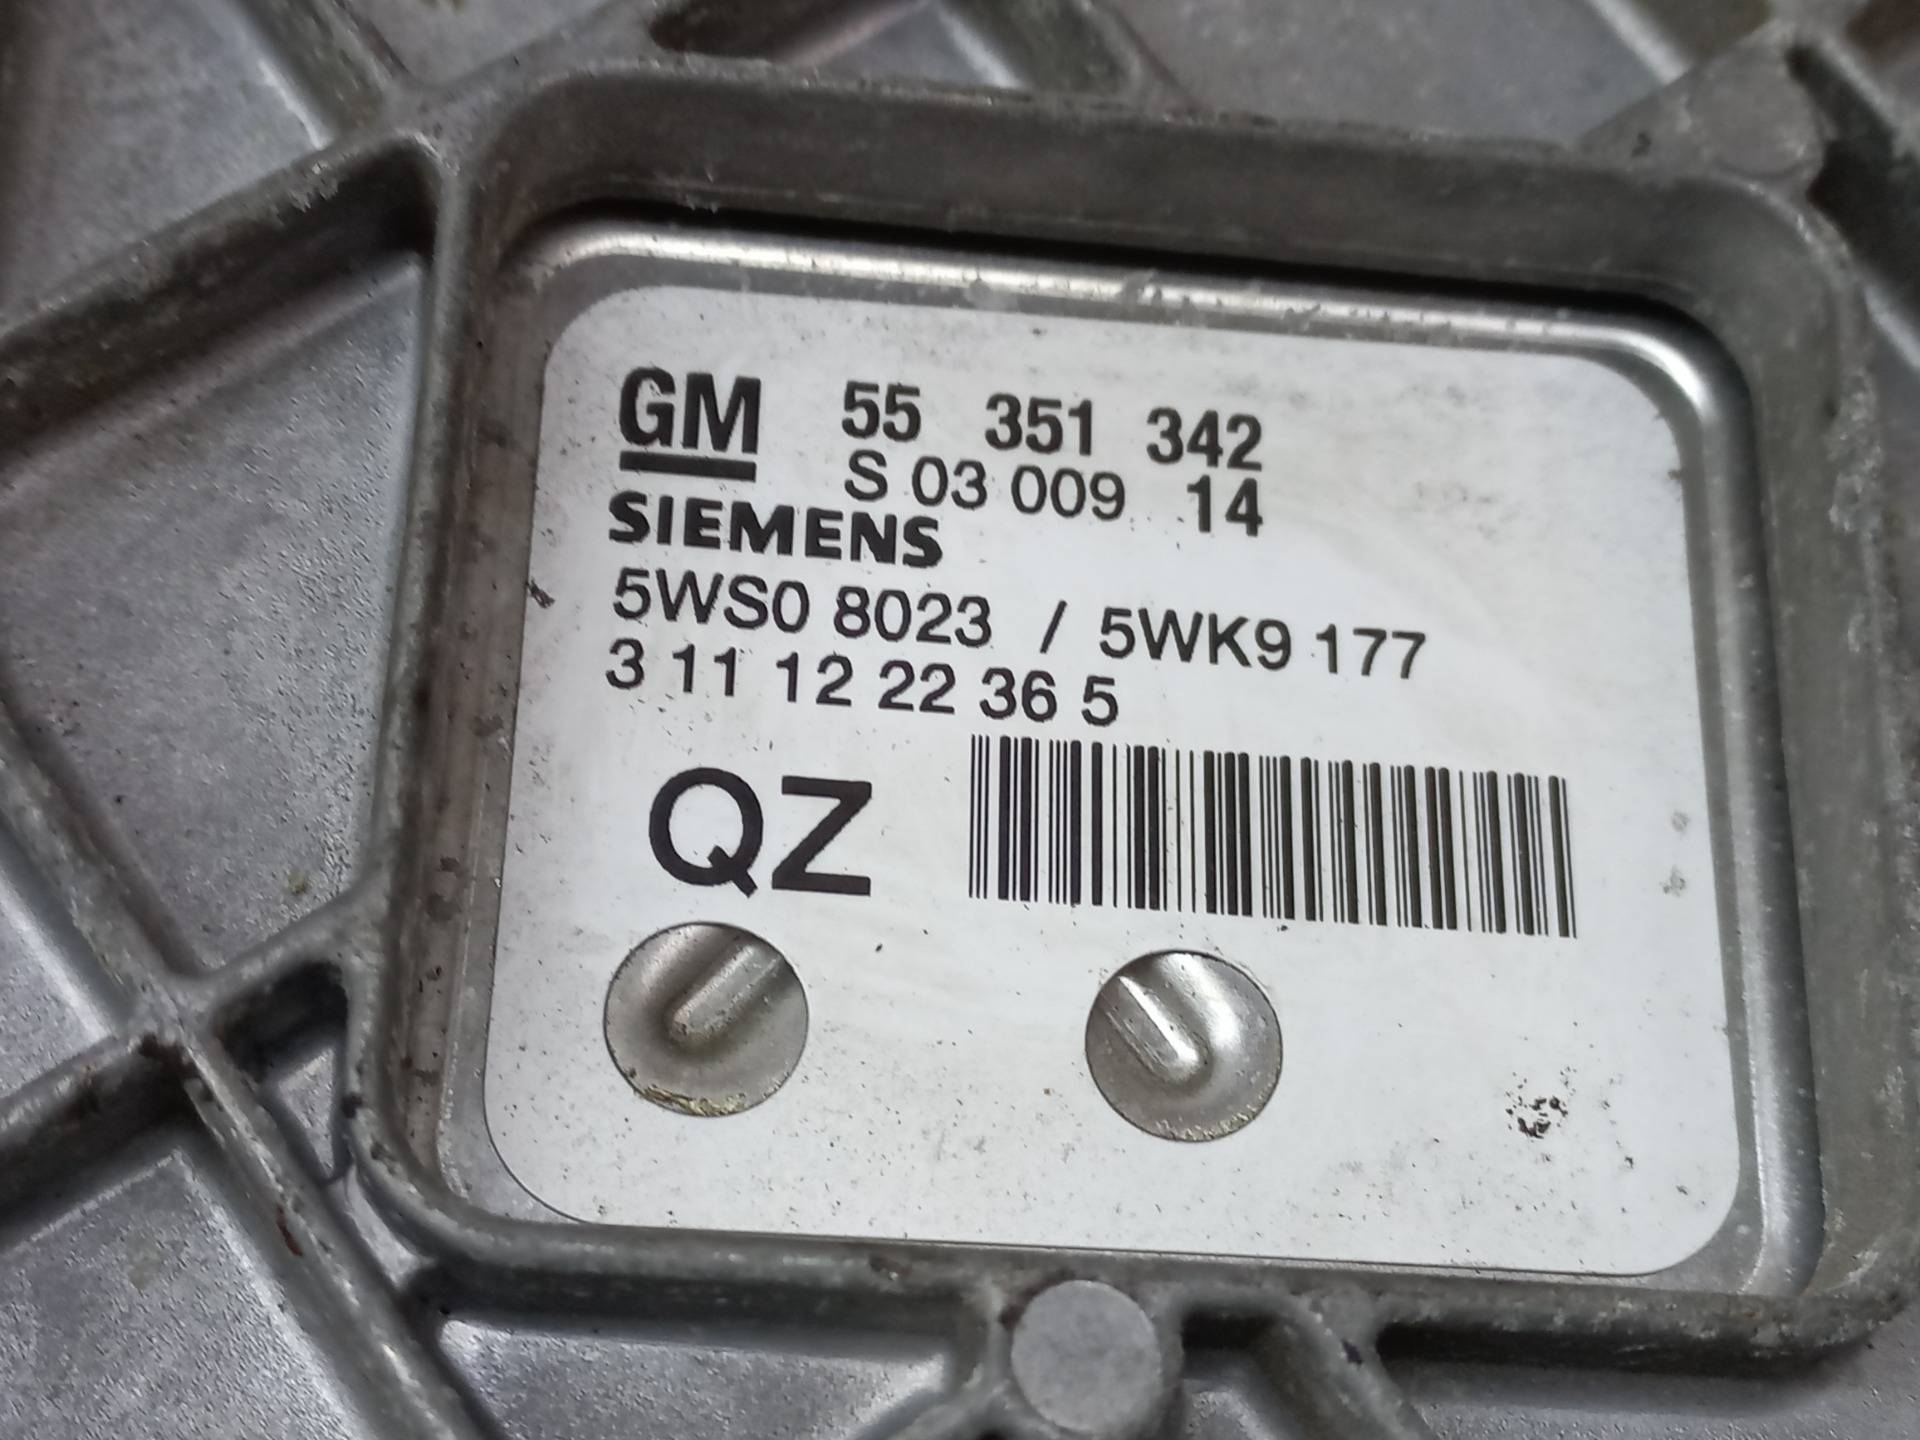 GM 55 351 342
S 03 009 14
SIEMENS
5WS0 8023 / 5WK9 177
3 11 12 22 36 5
QZ